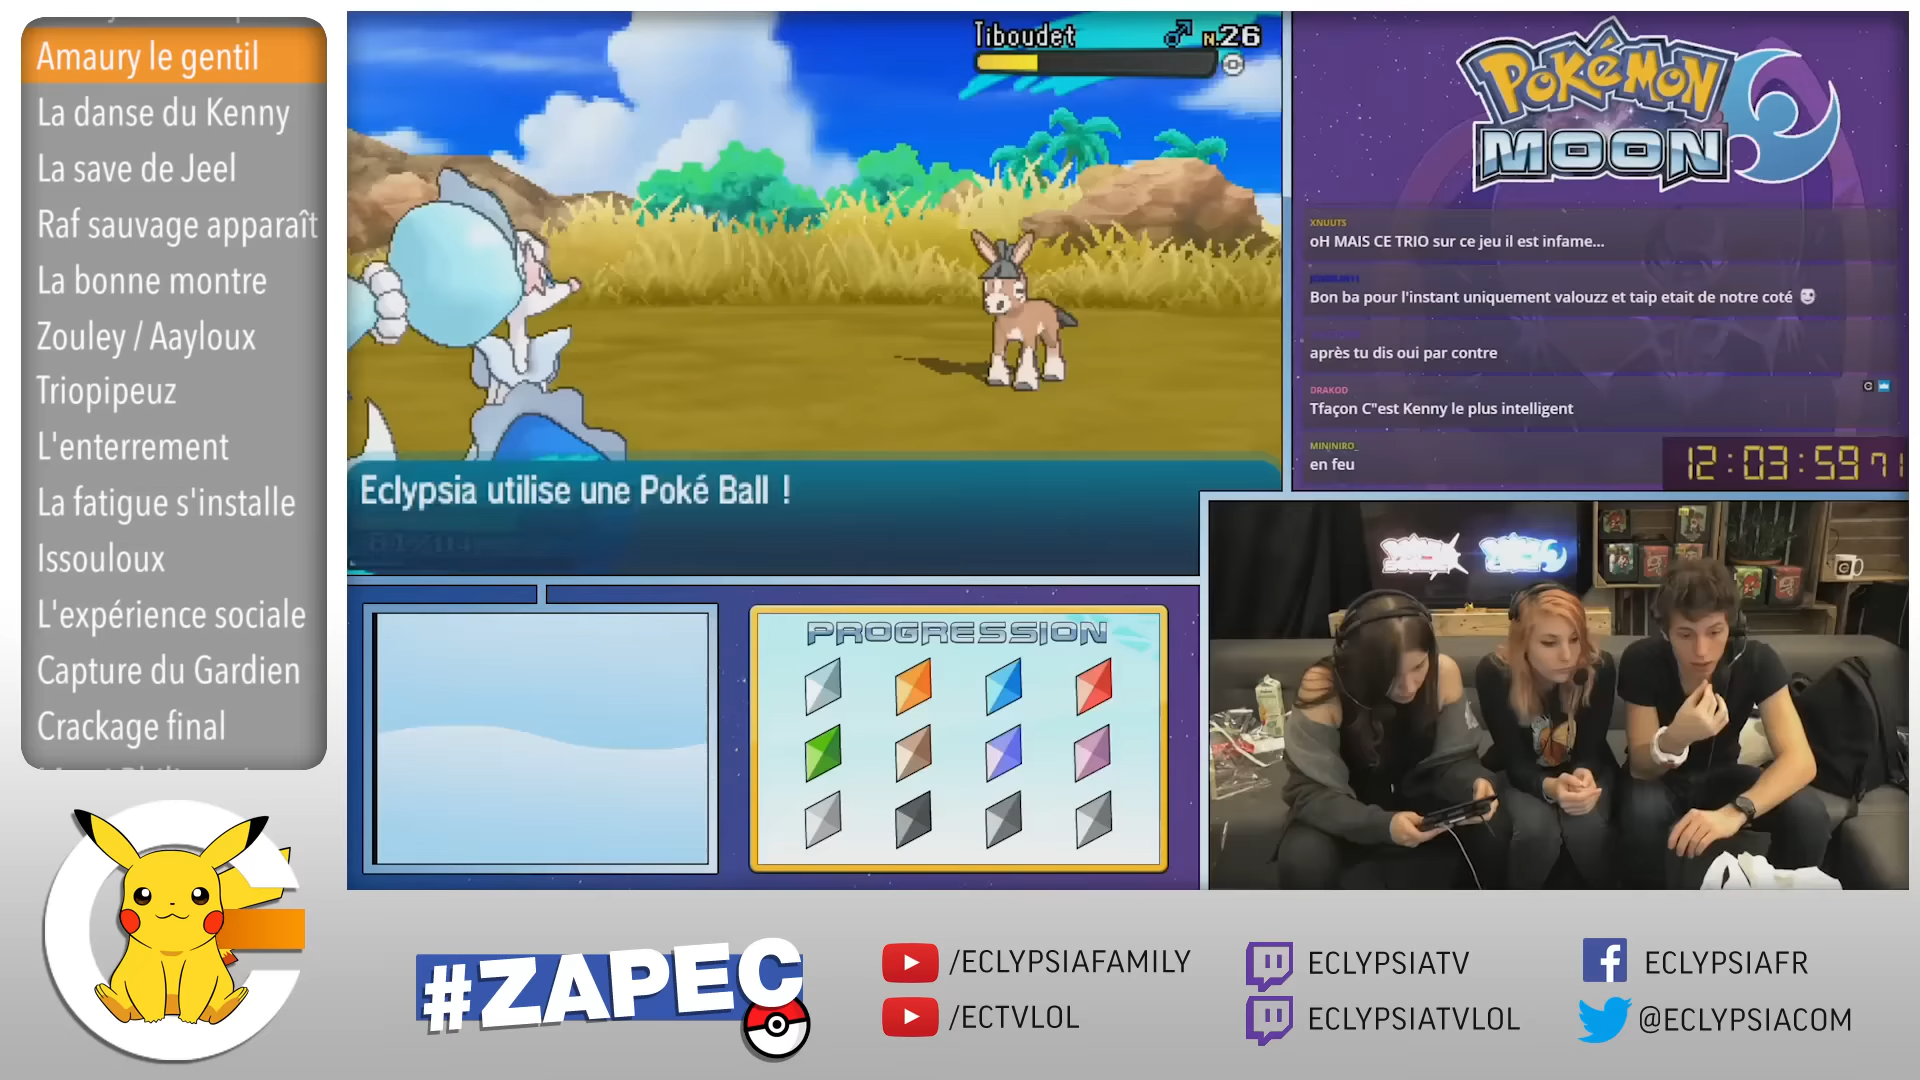 Amaury le gentil
La danse du Kenny
La save de Jeel
Raf sauvage apparaît
La bonne montre
Zouley / Aayloux
Triopipeuz
L'enterrement
La fatigue s'installe
Issouloux
L'expérience sociale
Capture du Gardien
Crackage final
Tiboudet
N.26
Eclypsia utilise une Poké Ball !
POKéMON
MOON
XNUUTS
oH MAIS CE TRIO sur ce jeu il est infame...
Bon ba pour l'instant uniquement valouzz et taip etait de notre coté
après tu dis oui par contre
DRAKOD
Tfaçon C"est Kenny le plus intelligent
MININIRO_
en feu
12:03:59 71
PROGRESSION
#ZAPEC
/ECLYPSIAFAMILY
/ECTVLOL
ECLYPSIATV
ECLYPSIATVLOL
ECLYPSIAFR
@ECLYPSIACOM